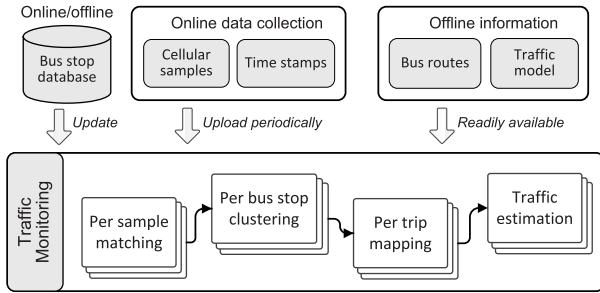 Online/offline
Bus stop
database
Online data collection
Cellular
samples
Time stamps
Offline information
Bus routes
Traffic
model
Update
Upload periodically
Readily available
Traffic
Monitoring
Per sample
matching
Per bus stop
clustering
Per trip
mapping
Traffic
estimation